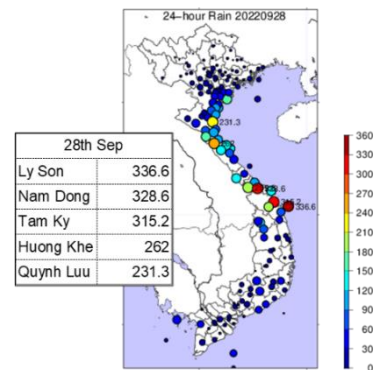 24-hour Rain 20220928
231.3
336.6
28th Sep
Ly Son 336.6
Nam Dong 328.6
Tam Ky 315.2
Huong Khe 262
Quynh Luu 231.3
360
330
300
270
240
210
180
150
120
90
60
30
0